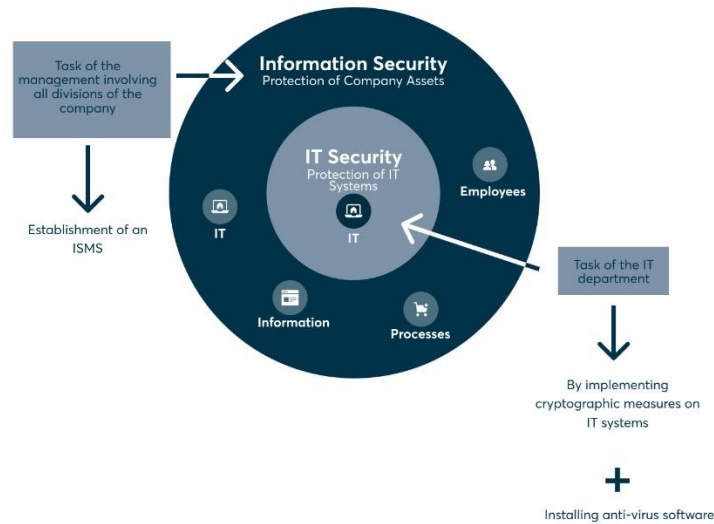 Task of the
management involving
all divisions of the
company
Establishment of an
ISMS
Information Security
Protection of Company Assets
IT Security
Protection of IT
Systems
IT
IT
Employees
Information
Processes
Task of the IT
department
By implementing
cryptographic measures on
IT systems
+
Installing anti-virus software